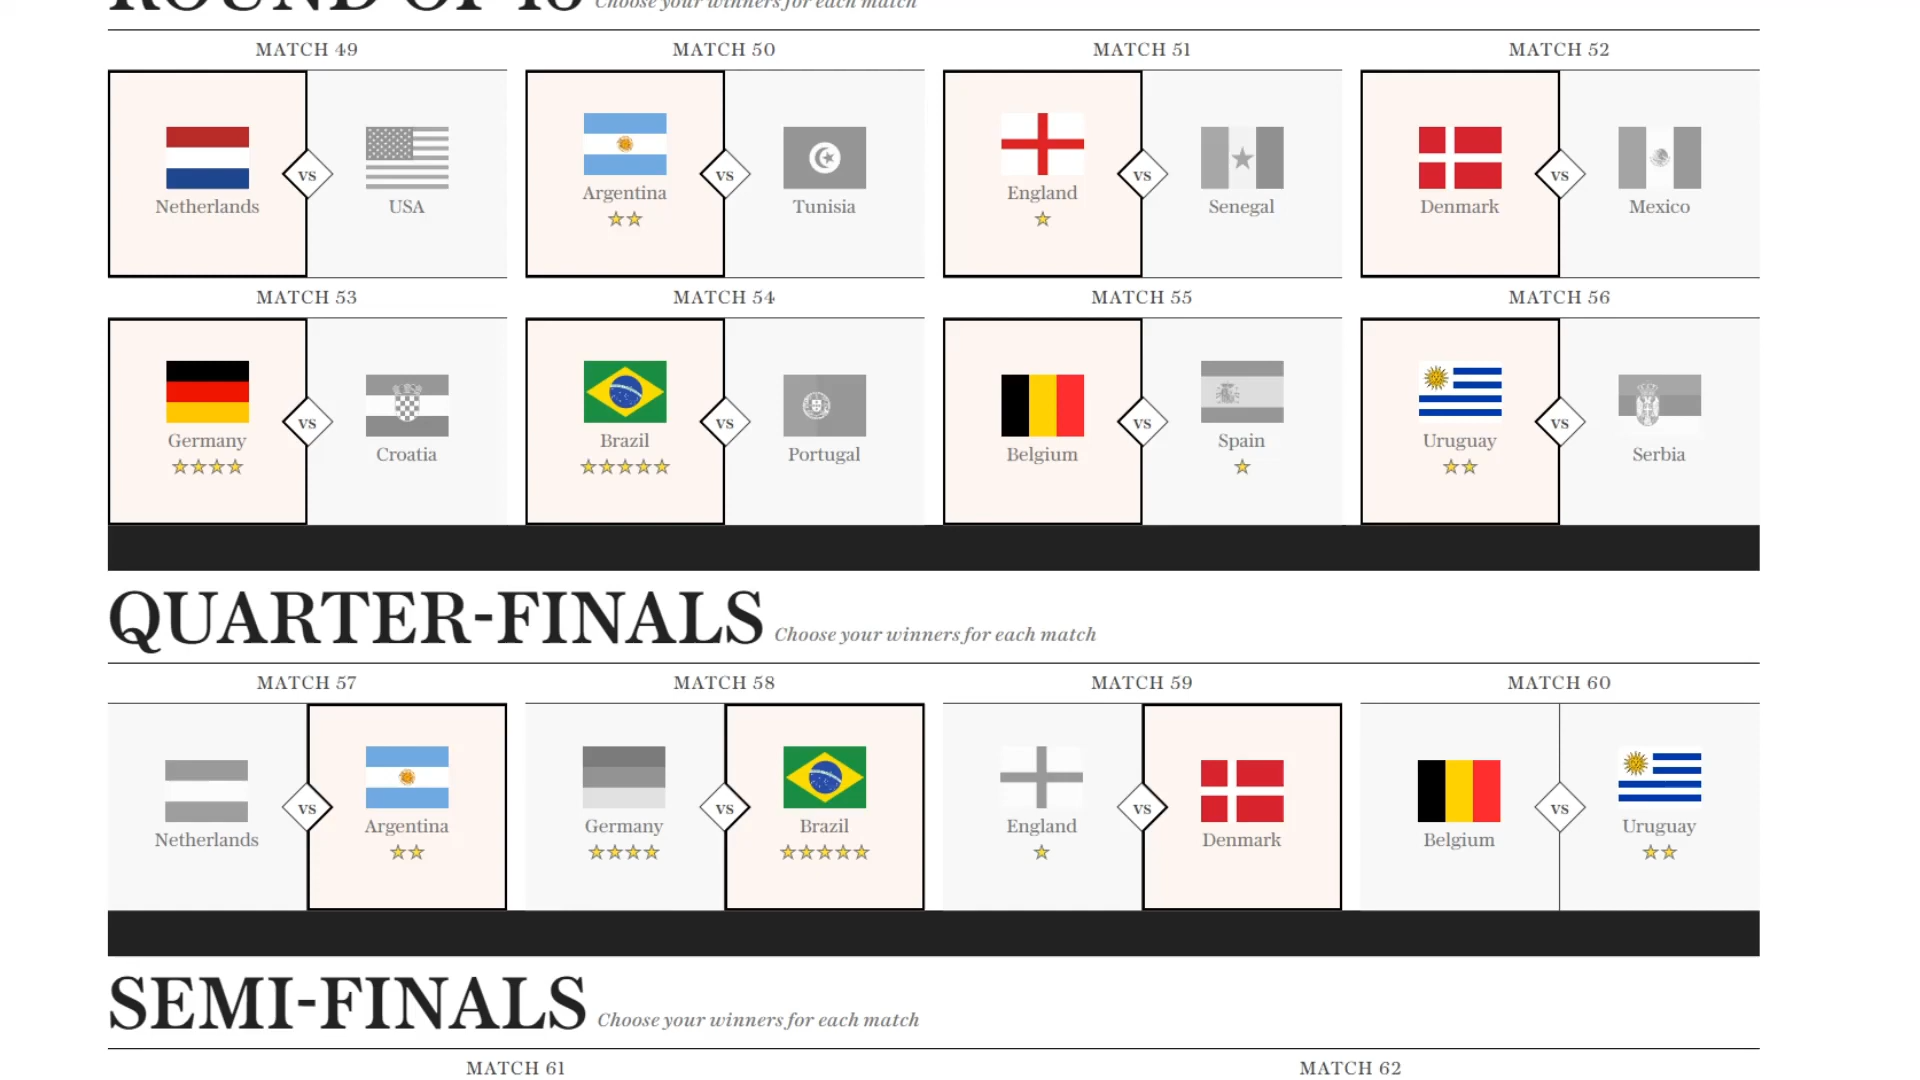 ROUND OF 16 Choose your winners for each match
MATCH 49 MATCH 50 MATCH 51 MATCH 52
Netherlands VS USA Argentina VS Tunisia England VS Senegal Denmark VS Mexico
MATCH 53 MATCH 54 MATCH 55 MATCH 56
Germany VS Croatia Brazil VS Portugal Belgium VS Spain Uruguay VS Serbia
QUARTER-FINALS Choose your winners for each match
MATCH 57 MATCH 58 MATCH 59 MATCH 60
Netherlands VS Argentina Germany VS Brazil England VS Denmark Belgium VS Uruguay
SEMI-FINALS Choose your winners for each match
MATCH 61 MATCH 62